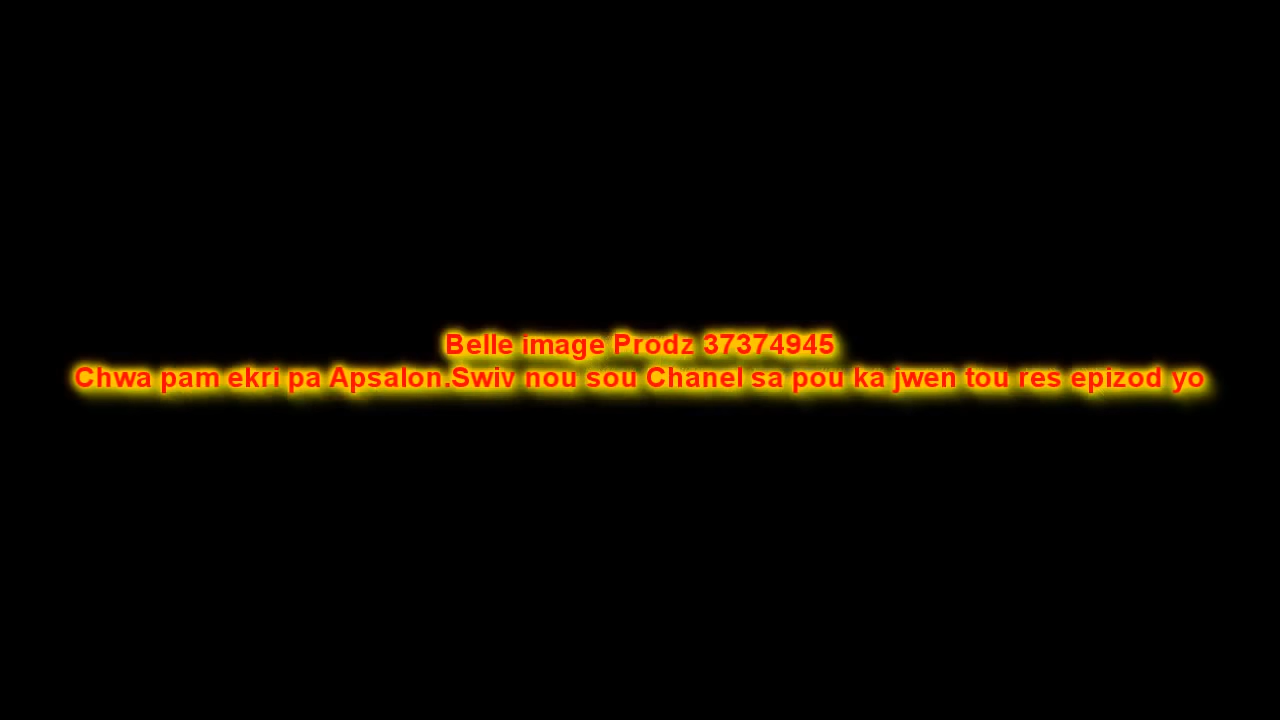 Belle image Prodz 37374945
Chwa pam ekri pa Apsalon.Swiv nou sou Chanel sa pou ka jwen tou res epizod yo